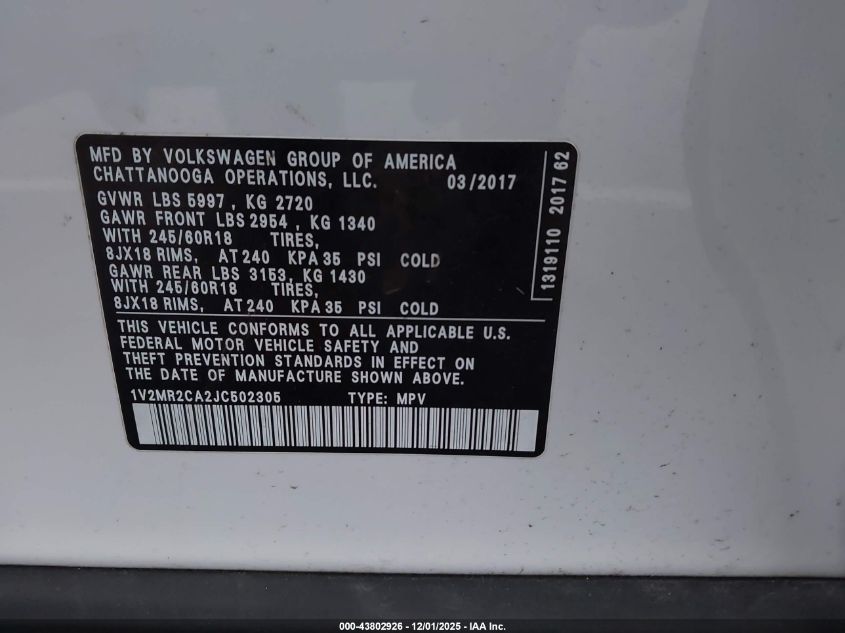 MFD BY VOLKSWAGEN GROUP OF AMERICA
CHATTANOOGA OPERATIONS, LLC. 03/2017
GVWR LBS 5997, KG 2720
GAWR FRONT LBS 2954, KG 1340
WITH 245/60R18 TIRES,
8JX18 RIMS, AT 240 KPA 35 PSI COLD
GAWR REAR LBS 3153, KG 1430
WITH 245/60R18 TIRES,
8JX18 RIMS, AT 240 KPA 35 PSI COLD
THIS VEHICLE CONFORMS TO ALL APPLICABLE U.S.
FEDERAL MOTOR VEHICLE SAFETY AND
THEFT PREVENTION STANDARDS IN EFFECT ON
THE DATE OF MANUFACTURE SHOWN ABOVE.
1V2MR2CA2JC502305 TYPE: MPV
1319110 2017 62
000-43802926 - 12/01/2025 - IAA Inc.